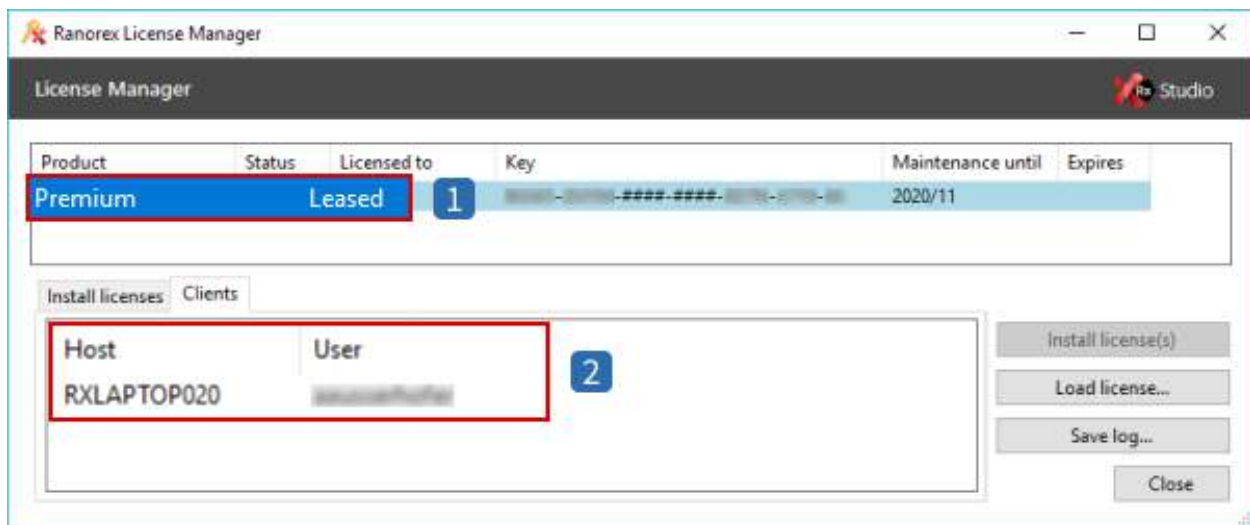 Ranorex License Manager
License Manager
Rx Studio
Product Status Licensed to Key Maintenance until Expires
Premium Leased 1 -####-####- - - 2020/11
Install licenses Clients
Host User
RXLAPTOP020
2
Install license(s)
Load license...
Save log...
Close